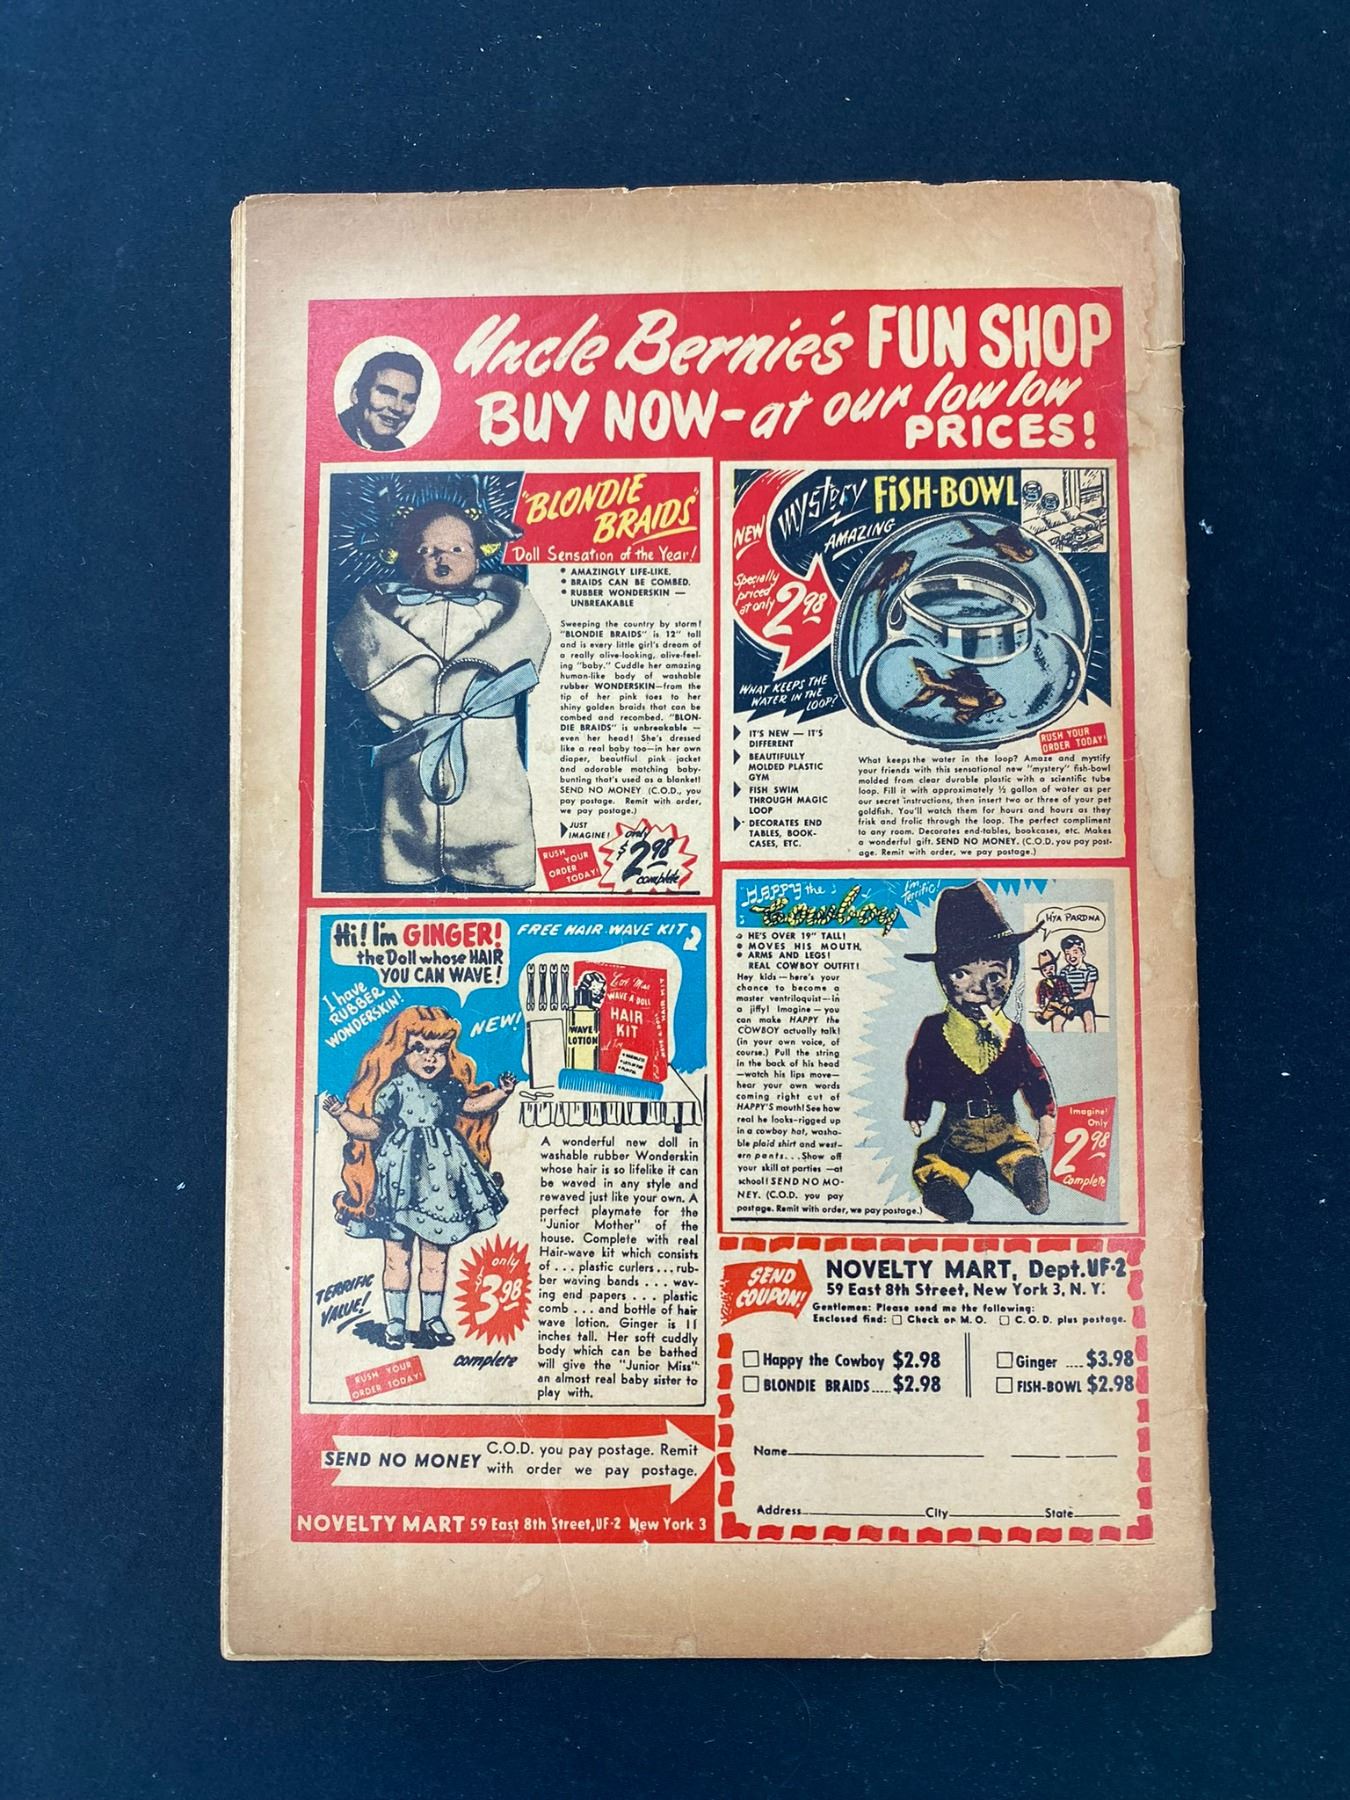 Uncle Bernie's FUN SHOP
BUY NOW-at our low low
PRICES!
"BLONDIE
BRAIDS"
Doll Sensation of the Year!
• AMAZINGLY LIFE-LIKE.
• BRAIDS CAN BE COMBED.
• RUBBER WONDERSKIN —
UNBREAKABLE
Sweeping the country by storm!
"BLONDIE BRAIDS" is 12" tall
and is every little girl's dream of
a really alive-looking, alive-feel-
ing "baby." Cuddle her amazing
human-like body of washable
rubber WONDERSKIN—from the
tip of her pink toes to her
shiny golden braids that can be
combed and recombed. "BLON-
DIE BRAIDS" is unbreakable —
even her head! She's dressed
like a real baby too—in her own
diaper, beautiful pink jacket
and adorable matching baby-
bunting that's used as a blanket!
SEND NO MONEY (C.O.D., you
pay postage. Remit with order,
we pay postage.)
JUST
IMAGINE!
RUSH YOUR
ORDER TODAY!
only
$2.98
complete
NEW
Mystery FISH-BOWL
AMAZING
Specially
priced
at only
2.98
WHAT KEEPS THE
WATER IN THE
LOOP?
IT'S NEW — IT'S
DIFFERENT
BEAUTIFULLY
MOLDED PLASTIC
GYM
FISH SWIM
THROUGH MAGIC
LOOP
DECORATES END
TABLES, BOOK-
CASES, ETC.
RUSH YOUR
ORDER TODAY!
What keeps the water in the loop? Amaze and mystify
your friends with this sensational new "mystery" fish-bowl
molded from clear durable plastic with a scientific tube
loop. Fill it with approximately ½ gallon of water as per
our secret instructions, then insert two or three of your pet
goldfish. You'll watch them for hours and hours as they
frisk and frolic through the loop. The perfect compliment
to any room. Decorates end-tables, bookcases, etc. Makes
a wonderful gift. SEND NO MONEY. (C.O.D. you pay post-
age. Remit with order, we pay postage.)
Hi! I'm GINGER!
the Doll whose HAIR
YOU CAN WAVE!
I have
RUBBER
WONDERSKIN!
NEW!
FREE HAIR-WAVE KIT
WAVE A DOLL
HAIR
KIT
WAVE
LOTION
A wonderful new doll in
washable rubber Wonderskin
whose hair is so lifelike it can
be waved in any style and
rewaved just like your own. A
perfect playmate for the
"Junior Mother" of the
house. Complete with real
Hair-wave kit which consists
of . . . plastic curlers . . . rub-
ber waving bands . . . wav-
ing end papers . . . plastic
comb . . . and bottle of hair
wave lotion. Ginger is 11
inches tall. Her soft cuddly
body which can be bathed
will give the "Junior Miss"
an almost real baby sister to
play with.
TERRIFIC
VALUE!
only
$3.98
complete
RUSH YOUR
ORDER TODAY!
HAPPY the
Cowboy
I'm
Terrific!
HI'YA PARDNA
• HE'S OVER 19" TALL!
• MOVES HIS MOUTH,
• ARMS AND LEGS!
REAL COWBOY OUTFIT!
Hey kids — here's your
chance to become a
master ventriloquist—in
a jiffy! Imagine — you
can make HAPPY the
COWBOY actually talk!
(in your own voice, of
course.) Pull the string
in the back of his head
—watch his lips move—
hear your own words
coming right out of
HAPPY'S mouth! See how
real he looks—rigged up
in a cowboy hat, washa-
ble plaid shirt and west-
ern pants . . . Show off
your skill at parties —at
school! SEND NO MO-
NEY. (C.O.D. you pay
postage. Remit with order, we pay postage.)
Imagine!
Only
2.98
Complete
SEND
COUPON!
NOVELTY MART, Dept. UF-2
59 East 8th Street, New York 3, N. Y.
Gentlemen: Please send me the following:
Enclosed find: □ Check or M. O. □ C. O. D. plus postage.
□ Happy the Cowboy $2.98
□ Ginger .... $3.98
□ BLONDIE BRAIDS..... $2.98
□ FISH-BOWL $2.98
Name
Address City State
SEND NO MONEY C.O.D. you pay postage. Remit
with order we pay postage.
NOVELTY MART 59 East 8th Street, UF-2 New York 3